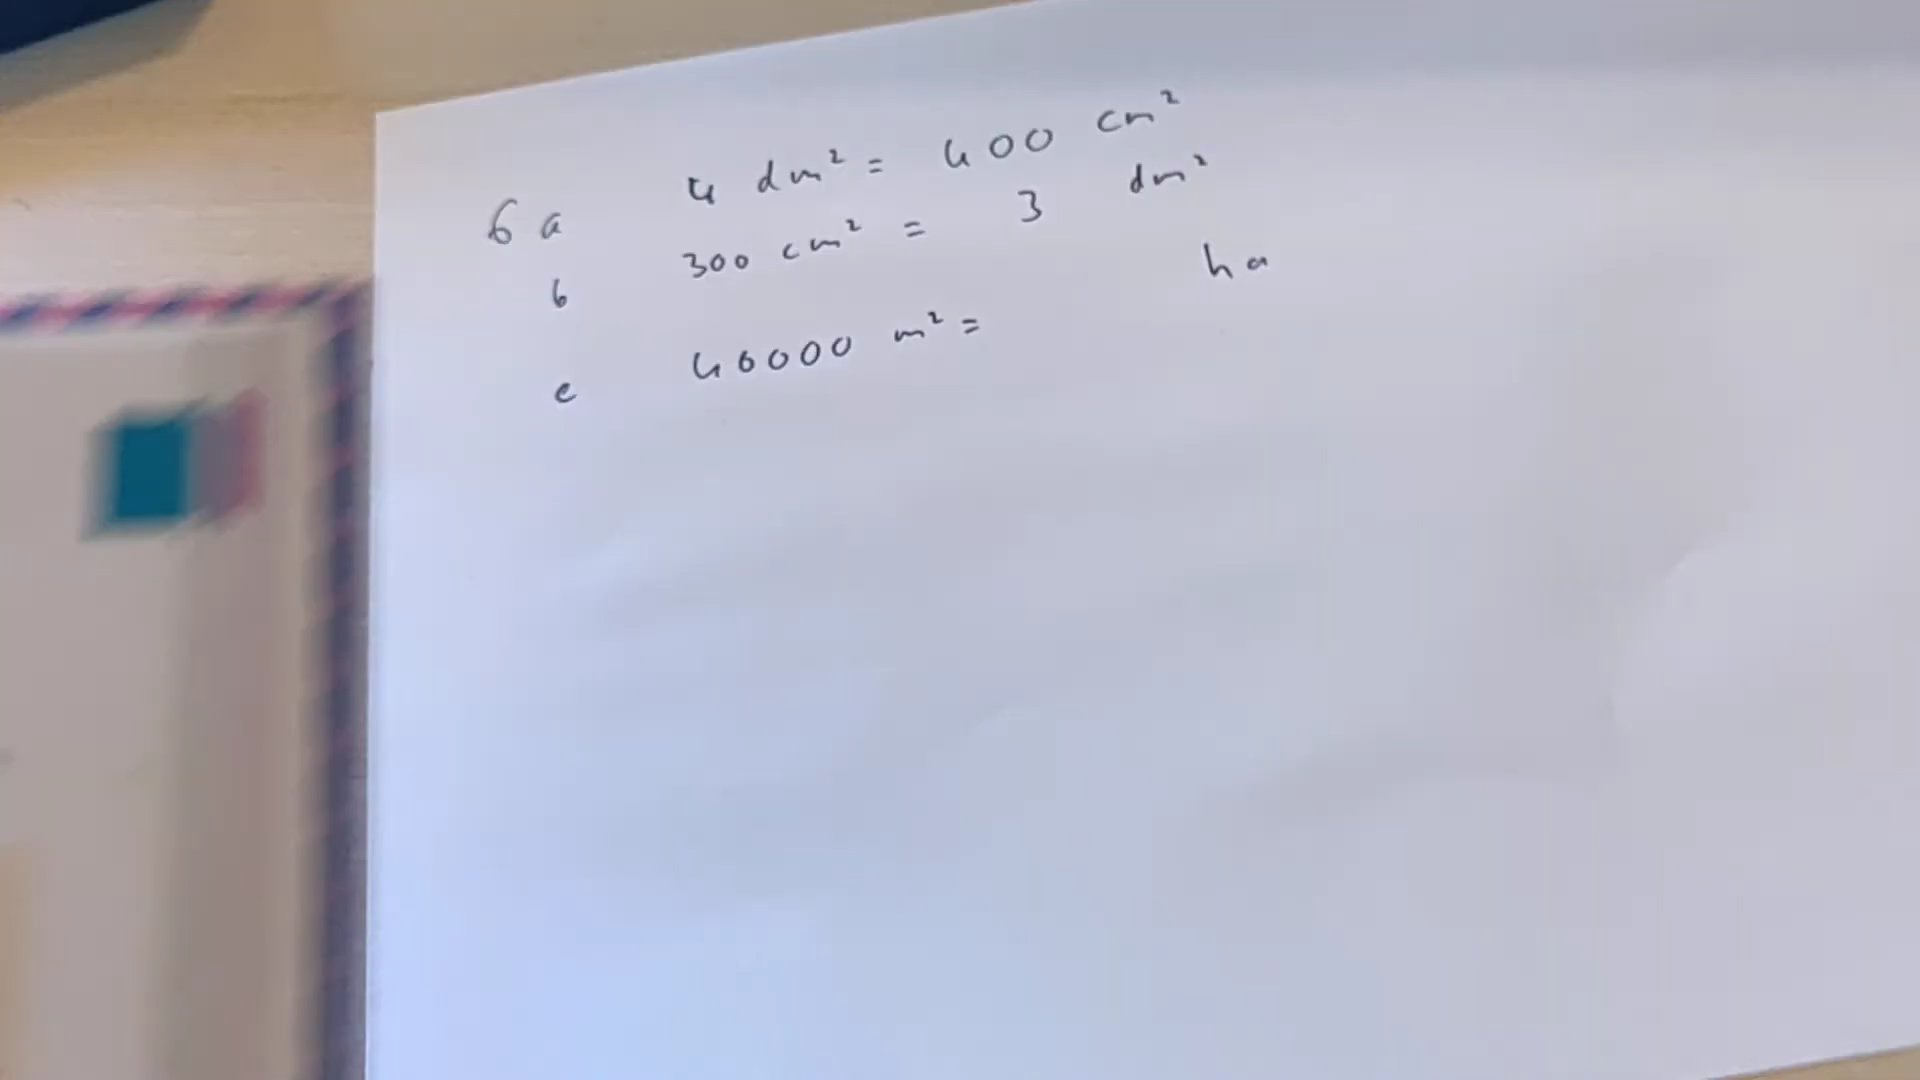 6a 4 dm² = 400 cm²
b 300 cm² = 3 dm²
e 40000 m² = ha